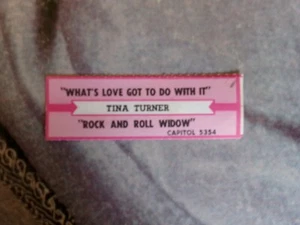 "WHAT'S LOVE GOT TO DO WITH IT"
TINA TURNER
"ROCK AND ROLL WIDOW"
CAPITOL 5354